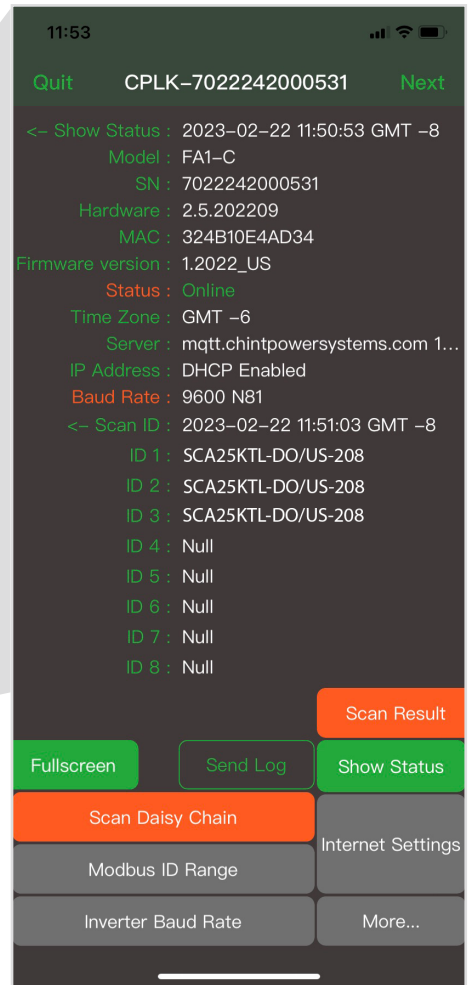 11:53
Quit CPLK–7022242000531 Next
<– Show Status : 2023–02–22 11:50:53 GMT –8
Model : FA1–C
SN : 7022242000531
Hardware : 2.5.202209
MAC : 324B10E4AD34
Firmware version : 1.2022_US
Status : Online
Time Zone : GMT –6
Server : mqtt.chintpowersystems.com 1...
IP Address : DHCP Enabled
Baud Rate : 9600 N81
<– Scan ID : 2023–02–22 11:51:03 GMT –8
ID 1 : SCA25KTL-DO/US-208
ID 2 : SCA25KTL-DO/US-208
ID 3 : SCA25KTL-DO/US-208
ID 4 : Null
ID 5 : Null
ID 6 : Null
ID 7 : Null
ID 8 : Null
Scan Result
Fullscreen Send Log Show Status
Scan Daisy Chain
Internet Settings
Modbus ID Range
Inverter Baud Rate More...